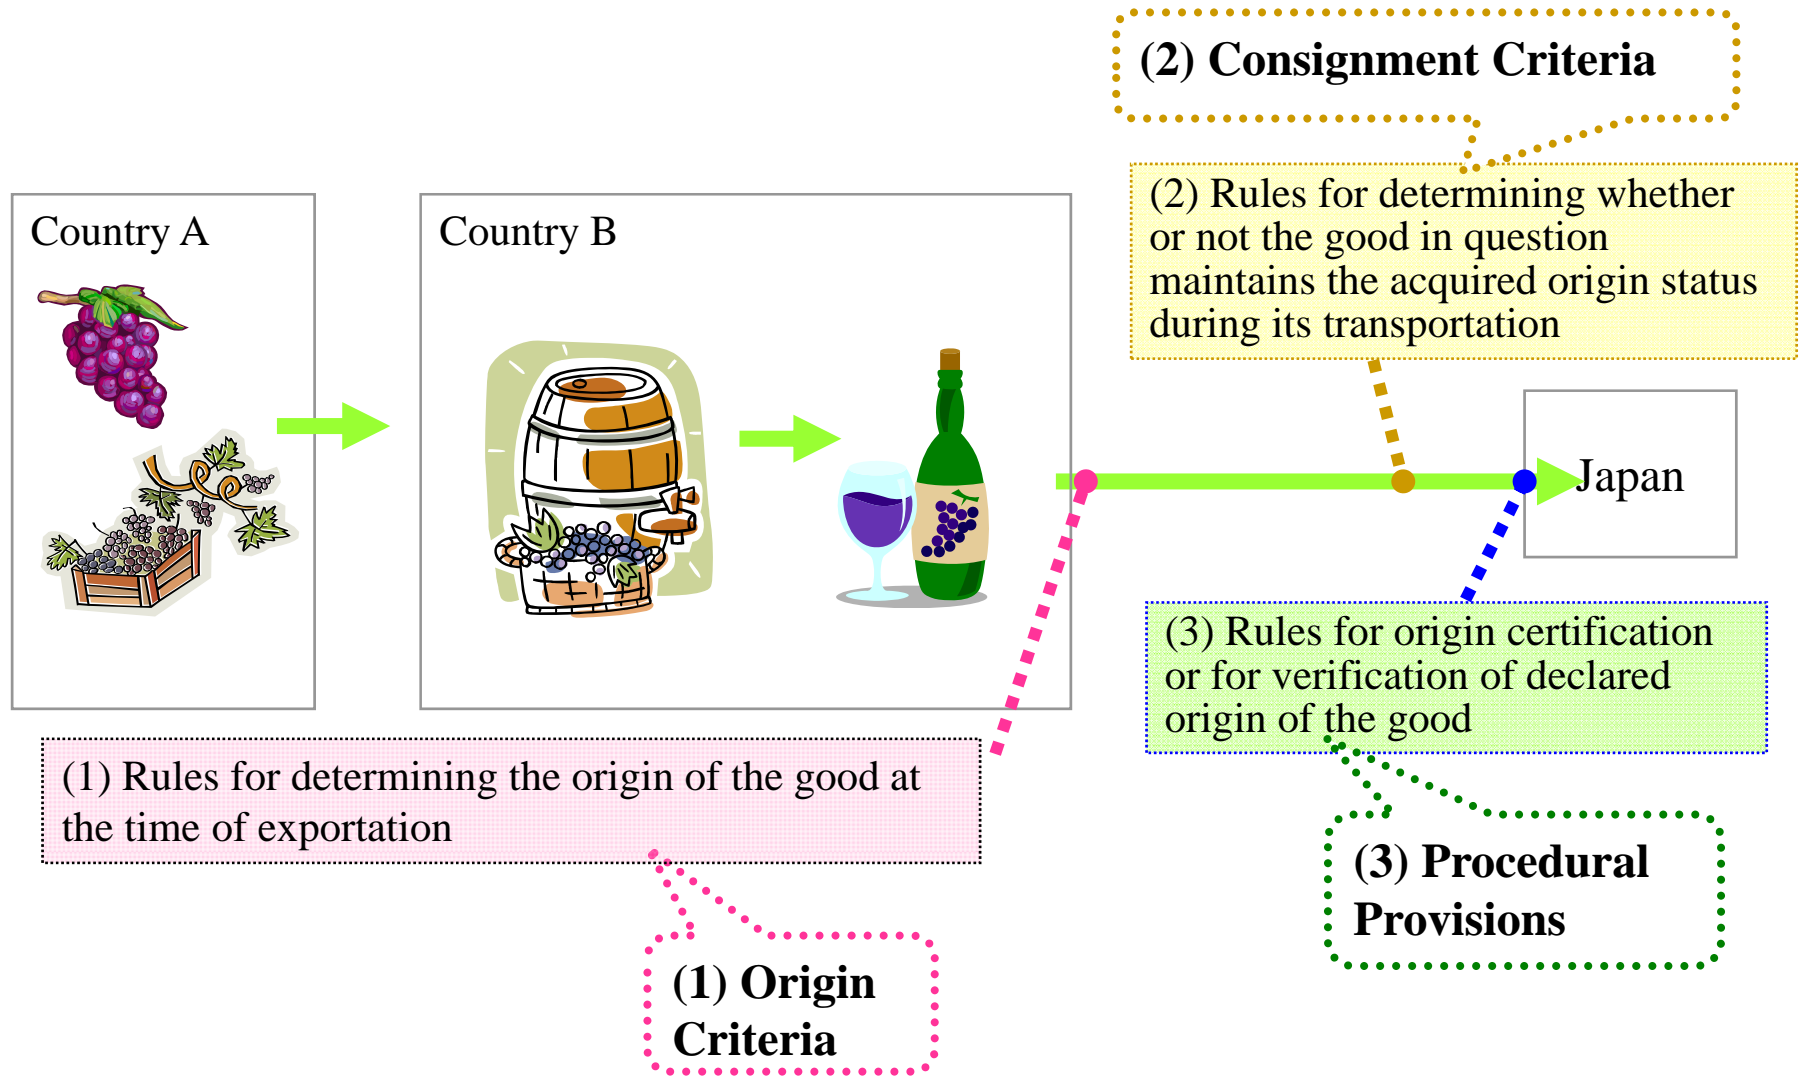 (2) Consignment Criteria
(2) Rules for determining whether
or not the good in question
maintains the acquired origin status
during its transportation
Country A
Country B
Japan
(3) Rules for origin certification
or for verification of declared
origin of the good
(1) Rules for determining the origin of the good at
the time of exportation
(3) Procedural
Provisions
(1) Origin
Criteria